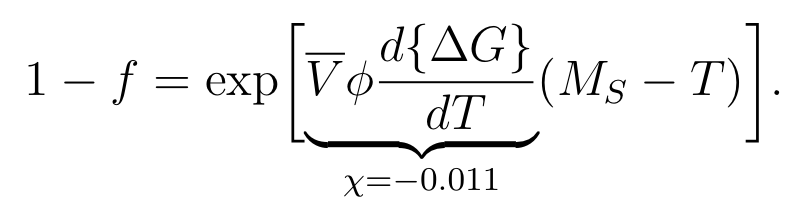 1 − f = exp[V̅ϕ d{ΔG}/dT (M_S − T)].
χ=−0.011